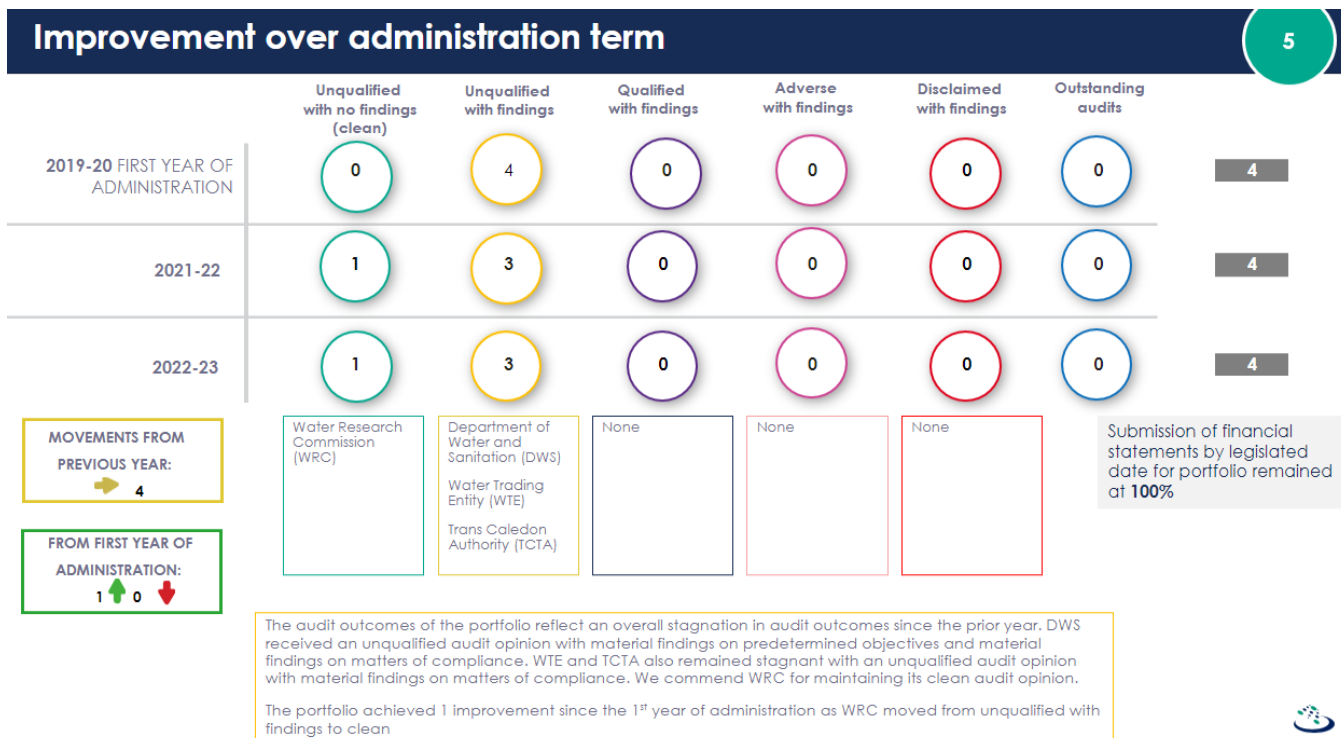 Improvement over administration term
5
Unqualified
with no findings
(clean)
Unqualified
with findings
Qualified
with findings
Adverse
with findings
Disclaimed
with findings
Outstanding
audits
2019-20 FIRST YEAR OF
ADMINISTRATION
0
4
0
0
0
0
4
2021-22
1
3
0
0
0
0
4
2022-23
1
3
0
0
0
0
4
MOVEMENTS FROM
PREVIOUS YEAR:
4
FROM FIRST YEAR OF
ADMINISTRATION:
1 0
Water Research
Commission
(WRC)
Department of
Water and
Sanitation (DWS)
Water Trading
Entity (WTE)
Trans Caledon
Authority (TCTA)
None
None
None
Submission of financial
statements by legislated
date for portfolio remained
at 100%
The audit outcomes of the portfolio reflect an overall stagnation in audit outcomes since the prior year. DWS
received an unqualified audit opinion with material findings on predetermined objectives and material
findings on matters of compliance. WTE and TCTA also remained stagnant with an unqualified audit opinion
with material findings on matters of compliance. We commend WRC for maintaining its clean audit opinion.
The portfolio achieved 1 improvement since the 1st year of administration as WRC moved from unqualified with
findings to clean